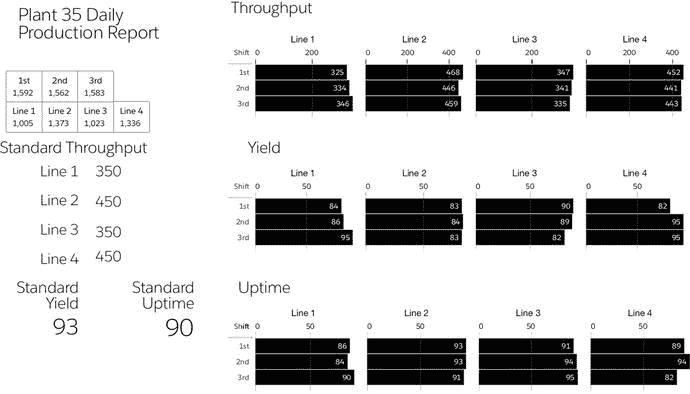 Plant 35 Daily
Production Report
1st 2nd 3rd
1,592 1,562 1,583
Line 1 Line 2 Line 3 Line 4
1,005 1,373 1,023 1,336
Standard Throughput
Line 1 350
Line 2 450
Line 3 350
Line 4 450
Standard Yield
93
Standard Uptime
90
Throughput
Line 1 Line 2 Line 3 Line 4
Shift
0 200 0 200 400 0 200 0 200 400
1st 325 468 347 452
2nd 334 446 341 441
3rd 346 459 335 443
Yield
Line 1 Line 2 Line 3 Line 4
Shift 0 50 0 50 0 50 0 50
1st 84 83 90 82
2nd 86 84 89 95
3rd 95 83 82 95
Uptime
Line 1 Line 2 Line 3 Line 4
Shift 0 50 0 50 0 50 0 50
1st 86 93 91 89
2nd 84 93 94 94
3rd 90 91 95 82